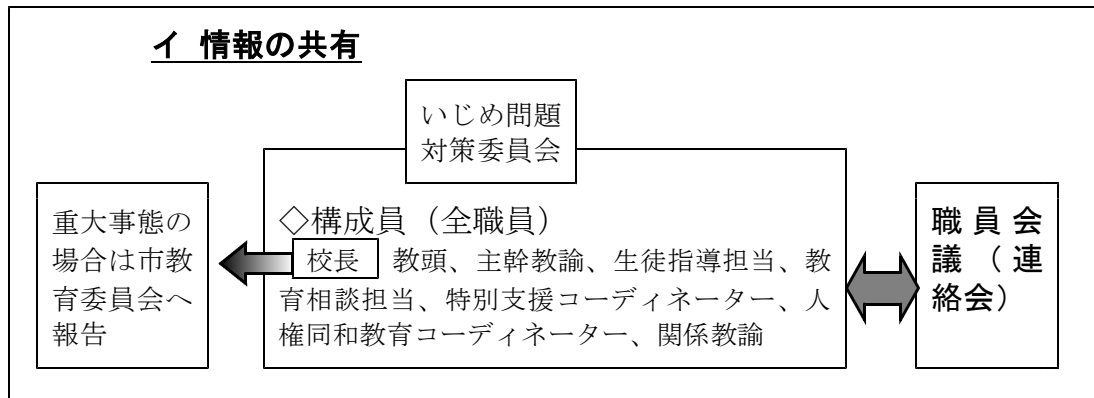 イ 情報の共有
いじめ問題
対策委員会
重大事態の
場合は市教
育委員会へ
報告
◇構成員（全職員）
校長 教頭、主幹教諭、生徒指導担当、教
育相談担当、特別支援コーディネーター、人
権同和教育コーディネーター、関係教諭
職員会
議（連
絡会）